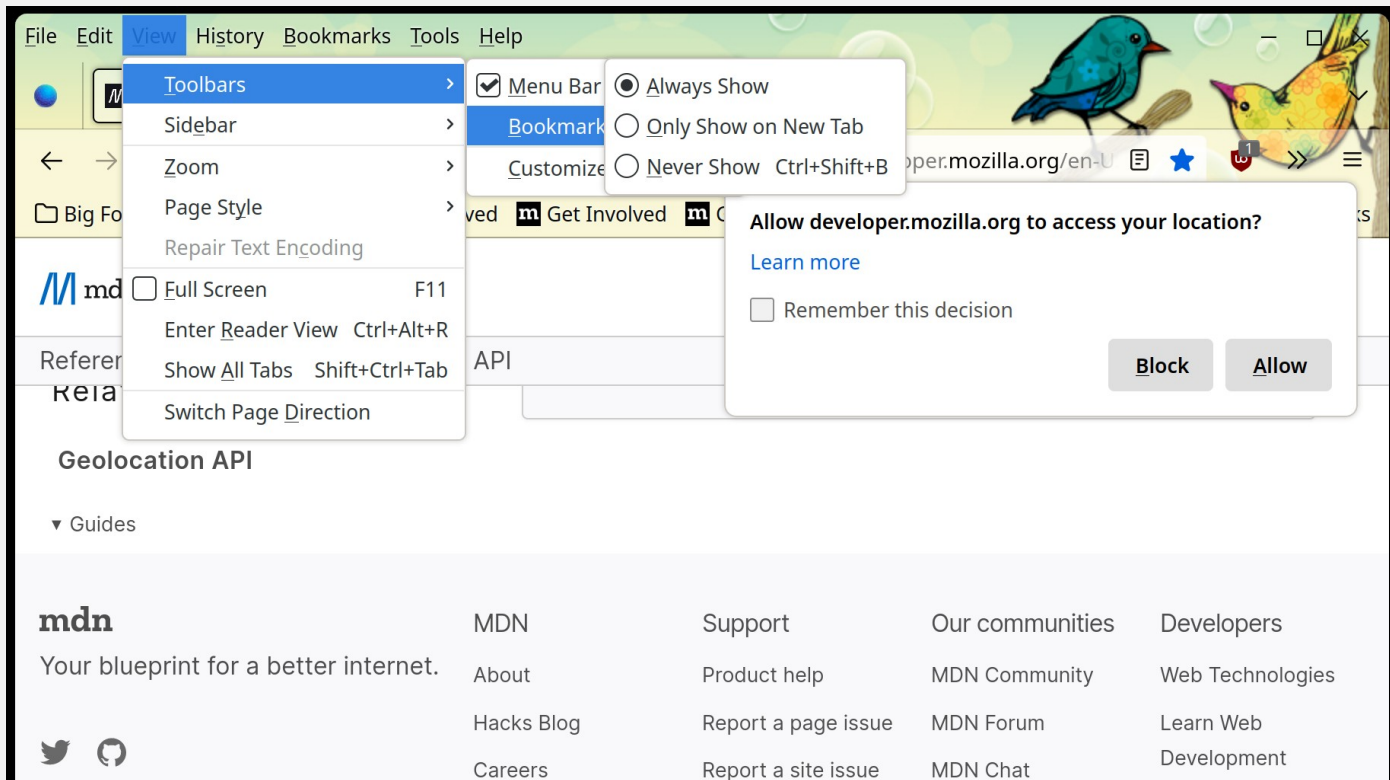 File Edit View History Bookmarks Tools Help
Toolbars
Sidebar
Zoom
Page Style
Repair Text Encoding
Full Screen F11
Enter Reader View Ctrl+Alt+R
Show All Tabs Shift+Ctrl+Tab
Switch Page Direction
Menu Bar
Bookmark
Customize
Always Show
Only Show on New Tab
Never Show Ctrl+Shift+B
per.mozilla.org/en-U
1
Big Fo
ved
Get Involved
Allow developer.mozilla.org to access your location?
Learn more
Remember this decision
Block Allow
md
Referer
API
Rela
Geolocation API
Guides
mdn
Your blueprint for a better internet.
MDN
About
Hacks Blog
Careers
Support
Product help
Report a page issue
Report a site issue
Our communities
MDN Community
MDN Forum
MDN Chat
Developers
Web Technologies
Learn Web
Development